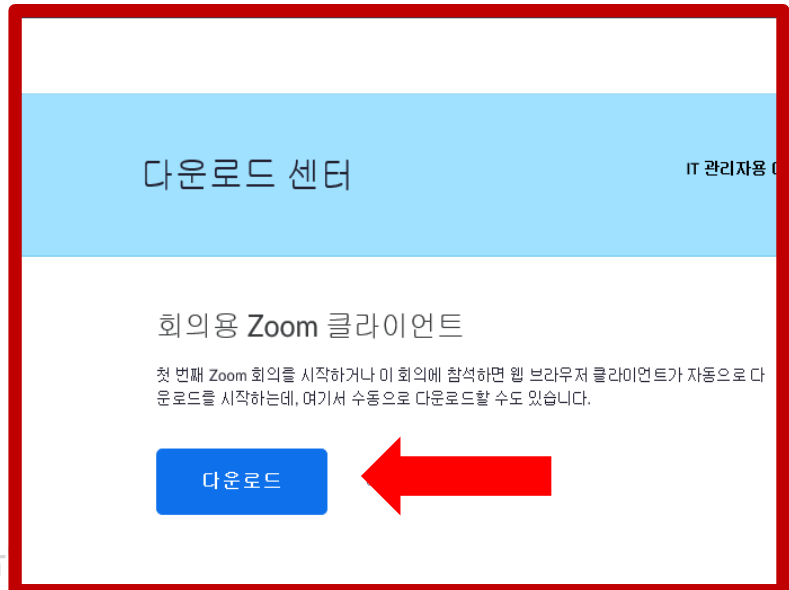 다운로드 센터
IT 관리자용
회의용 Zoom 클라이언트
첫 번째 Zoom 회의를 시작하거나 이 회의에 참석하면 웹 브라우저 클라이언트가 자동으로 다
운로드를 시작하는데, 여기서 수동으로 다운로드할 수도 있습니다.
다운로드